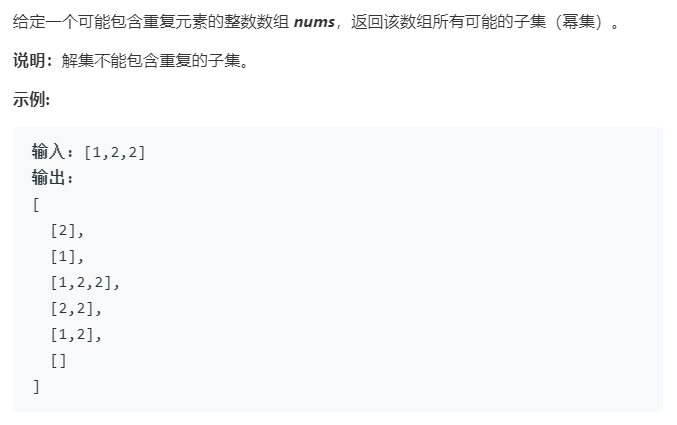 给定一个可能包含重复元素的整数数组 nums，返回该数组所有可能的子集（幂集）。
说明：解集不能包含重复的子集。
示例:
输入: [1,2,2]
输出:
[
  [2],
  [1],
  [1,2,2],
  [2,2],
  [1,2],
  []
]